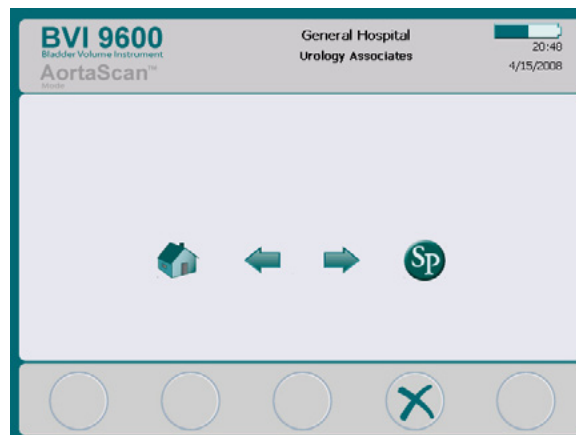 BVI 9600
Bladder Volume Instrument
AortaScan™
Mode
General Hospital
Urology Associates
20:40
4/15/2008
SP